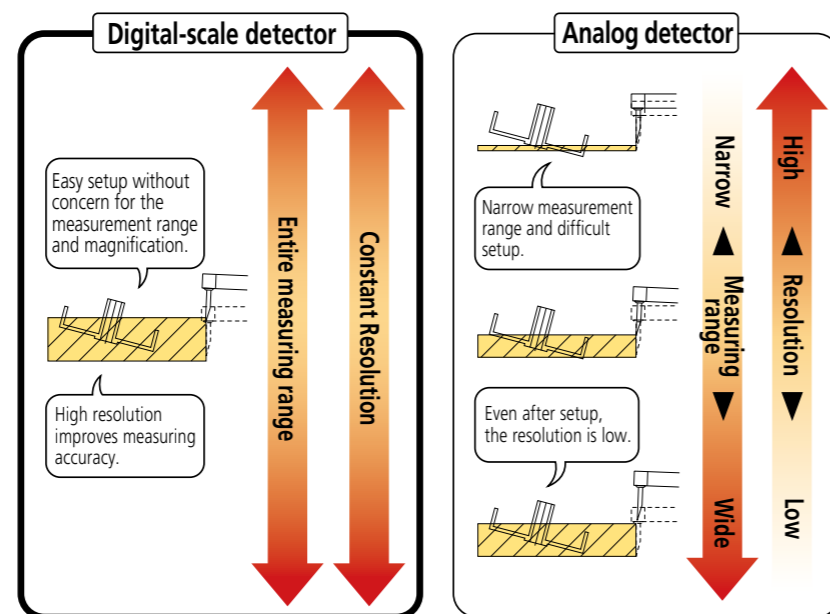 Digital-scale detector
Easy setup without
concern for the
measurement range
and magnification.
High resolution
improves measuring
accuracy.
Entire measuring range
Constant Resolution
Analog detector
Narrow measurement
range and difficult
setup.
Even after setup,
the resolution is low.
Narrow
Measuring
range
Wide
High
Resolution
Low